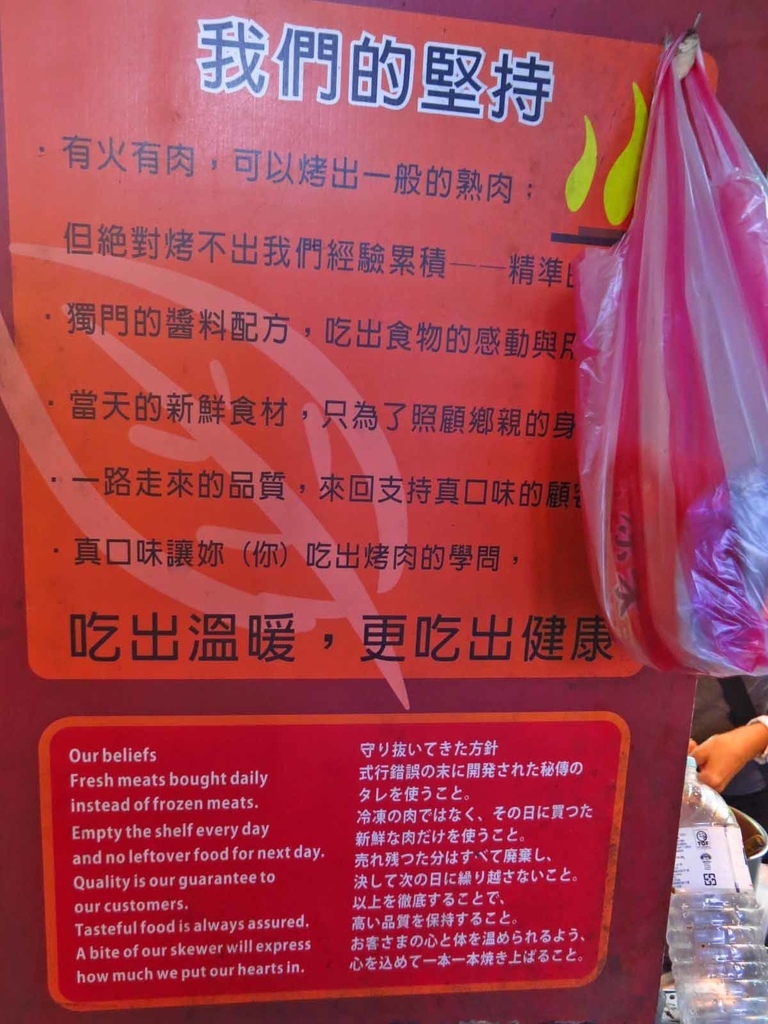 我們的堅持
·有火有肉，可以烤出一般的熟肉；
但絕對烤不出我們經驗累積——精準
·獨門的醬料配方，吃出食物的感動與
·當天的新鮮食材，只為了照顧鄉親的身
·一路走來的品質，來回支持真口味的顧
·真口味讓妳（你）吃出烤肉的學問，
吃出溫暖，更吃出健康
Our beliefs
Fresh meats bought daily
instead of frozen meats.
Empty the shelf every day
and no leftover food for next day.
Quality is our guarantee to
our customers.
Tasteful food is always assured.
A bite of our skewer will express
how much we put our hearts in.
守り抜いてきた方針
式行錯誤の末に開発された秘傳の
タレを使うこと。
冷凍の肉ではなく、その日に買つた
新鮮な肉だけを使うこと。
売れ残つた分はすべて廃棄し、
決して次の日に繰り越さないこと。
以上を徹底することで、
高い品質を保持すること。
お客さまの心と体を温められるよう、
心を込めて一本一本焼き上ばること。